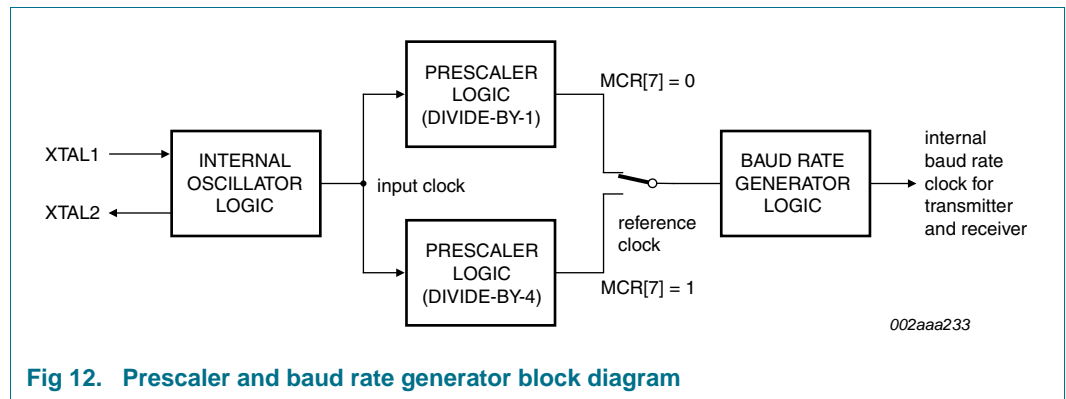 XTAL1
XTAL2
INTERNAL
OSCILLATOR
LOGIC
input clock
PRESCALER
LOGIC
(DIVIDE-BY-1)
MCR[7] = 0
PRESCALER
LOGIC
(DIVIDE-BY-4)
MCR[7] = 1
reference
clock
BAUD RATE
GENERATOR
LOGIC
internal
baud rate
clock for
transmitter
and receiver
002aaa233
Fig 12. Prescaler and baud rate generator block diagram